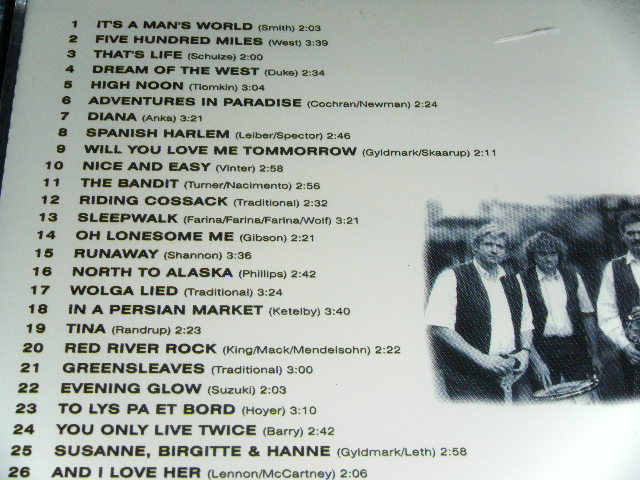 1 IT'S A MAN'S WORLD (Smith) 2:03
2 FIVE HUNDRED MILES (West) 3:39
3 THAT'S LIFE (Schulze) 2:00
4 DREAM OF THE WEST (Duke) 2:34
5 HIGH NOON (Tiomkin) 3:04
6 ADVENTURES IN PARADISE (Cochran/Newman) 2:24
7 DIANA (Anka) 3:21
8 SPANISH HARLEM (Leiber/Spector) 2:46
9 WILL YOU LOVE ME TOMMORROW (Gyldmark/Skaarup) 2:11
10 NICE AND EASY (Vinter) 2:58
11 THE BANDIT (Turner/Nacimento) 2:56
12 RIDING COSSACK (Traditional) 2:32
13 SLEEPWALK (Farina/Farina/Farina/Wolf) 3:21
14 OH LONESOME ME (Gibson) 2:21
15 RUNAWAY (Shannon) 3:36
16 NORTH TO ALASKA (Phillips) 2:42
17 WOLGA LIED (Traditional) 3:24
18 IN A PERSIAN MARKET (Ketelby) 3:40
19 TINA (Randrup) 2:23
20 RED RIVER ROCK (King/Mack/Mendelsohn) 2:22
21 GREENSLEAVES (Traditional) 3:00
22 EVENING GLOW (Suzuki) 2:03
23 TO LYS PA ET BORD (Hoyer) 3:10
24 YOU ONLY LIVE TWICE (Barry) 2:42
25 SUSANNE, BIRGITTE & HANNE (Gyldmark/Leth) 2:58
26 AND I LOVE HER (Lennon/McCartney) 2:06